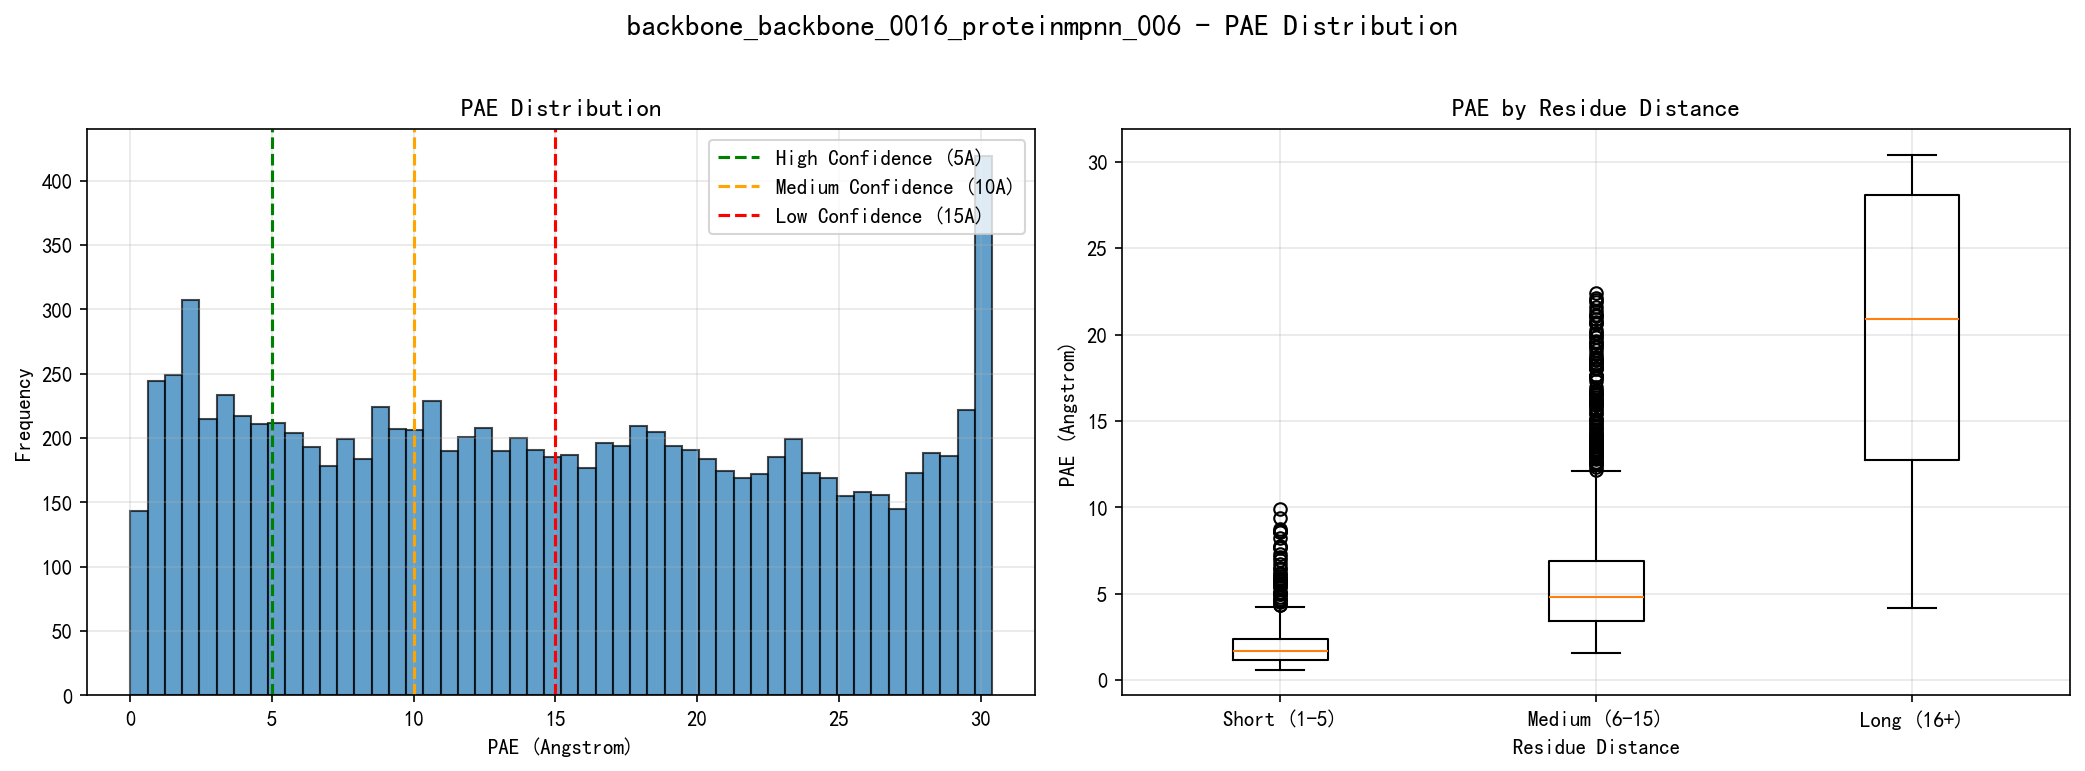 backbone_backbone_0016_proteinmpnn_006 - PAE Distribution
PAE Distribution
High Confidence (5A)
Medium Confidence (10A)
Low Confidence (15A)
Frequency
400
350
300
250
200
150
100
50
0
0 5 10 15 20 25 30
PAE (Angstrom)
PAE by Residue Distance
PAE (Angstrom)
30
25
20
15
10
5
0
Short (1-5) Medium (6-15) Long (16+)
Residue Distance